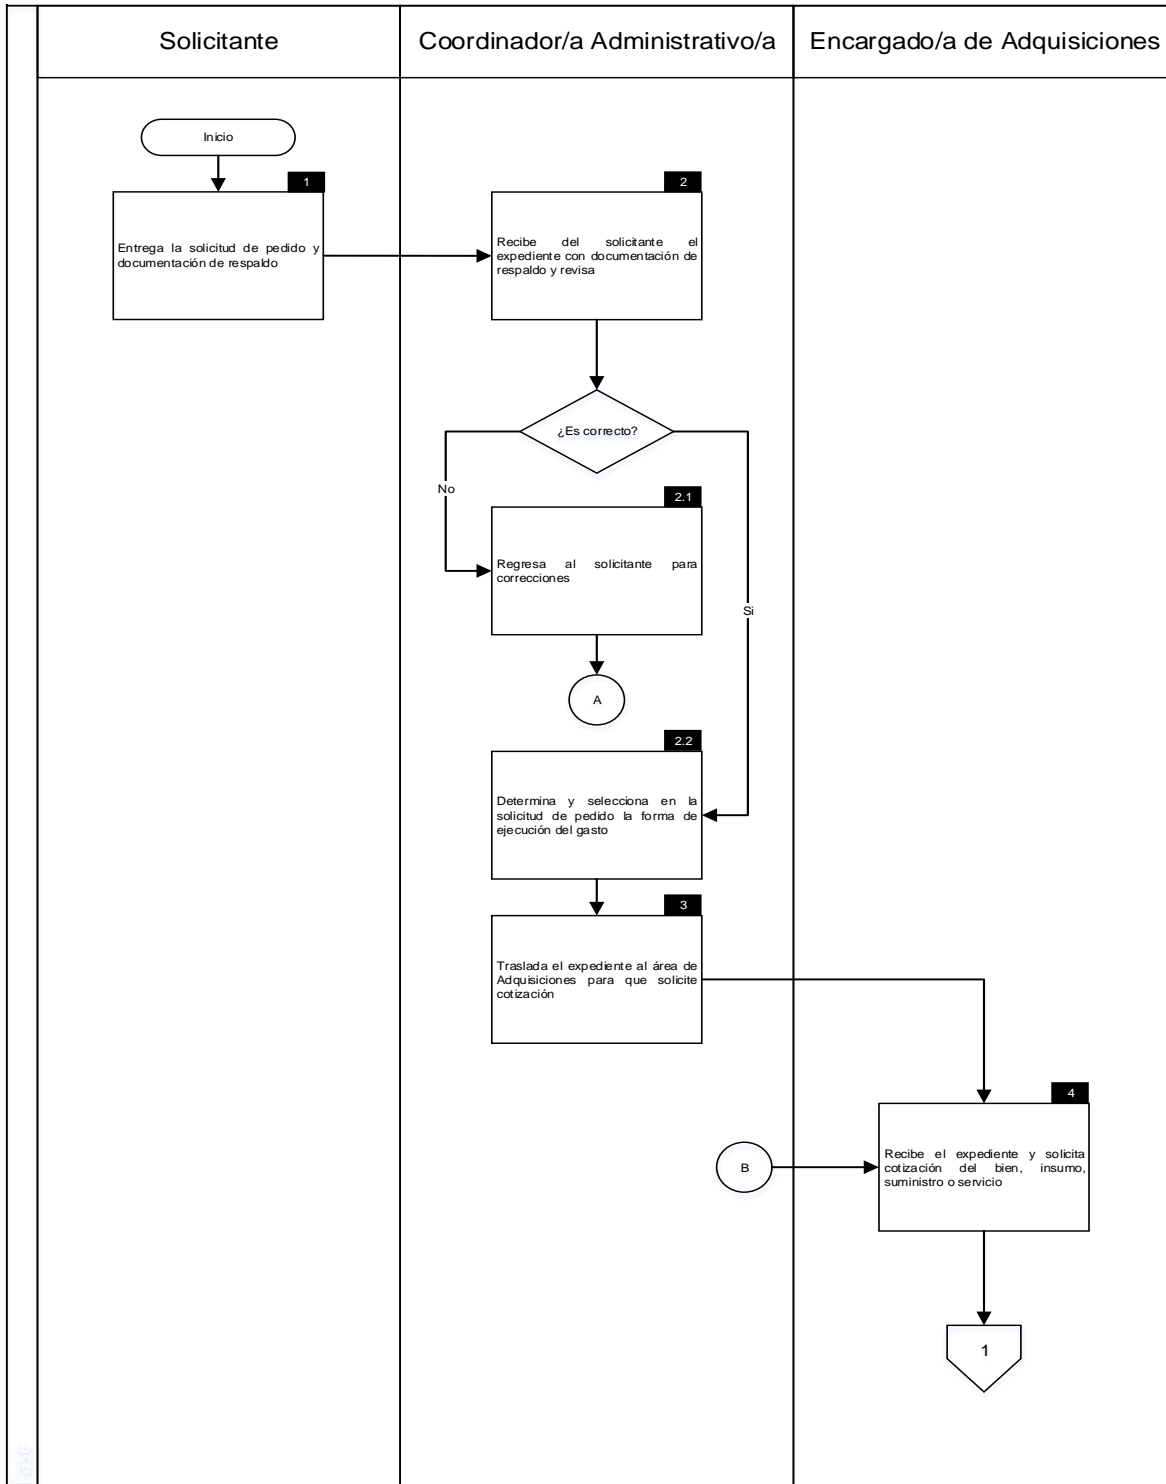 Solicitante
Coordinador/a Administrativo/a
Encargado/a de Adquisiciones
Inicio
1
Entrega la solicitud de pedido y
documentación de respaldo
2
Recibe del solicitante el
expediente con documentación de
respaldo y revisa
¿Es correcto?
No
Si
2.1
Regresa al solicitante para
correcciones
A
2.2
Determina y selecciona en la
solicitud de pedido la forma de
ejecución del gasto
3
Traslada el expediente al área de
Adquisiciones para que solicite
cotización
4
B
Recibe el expediente y solicita
cotización del bien, insumo,
suministro o servicio
1
Fase